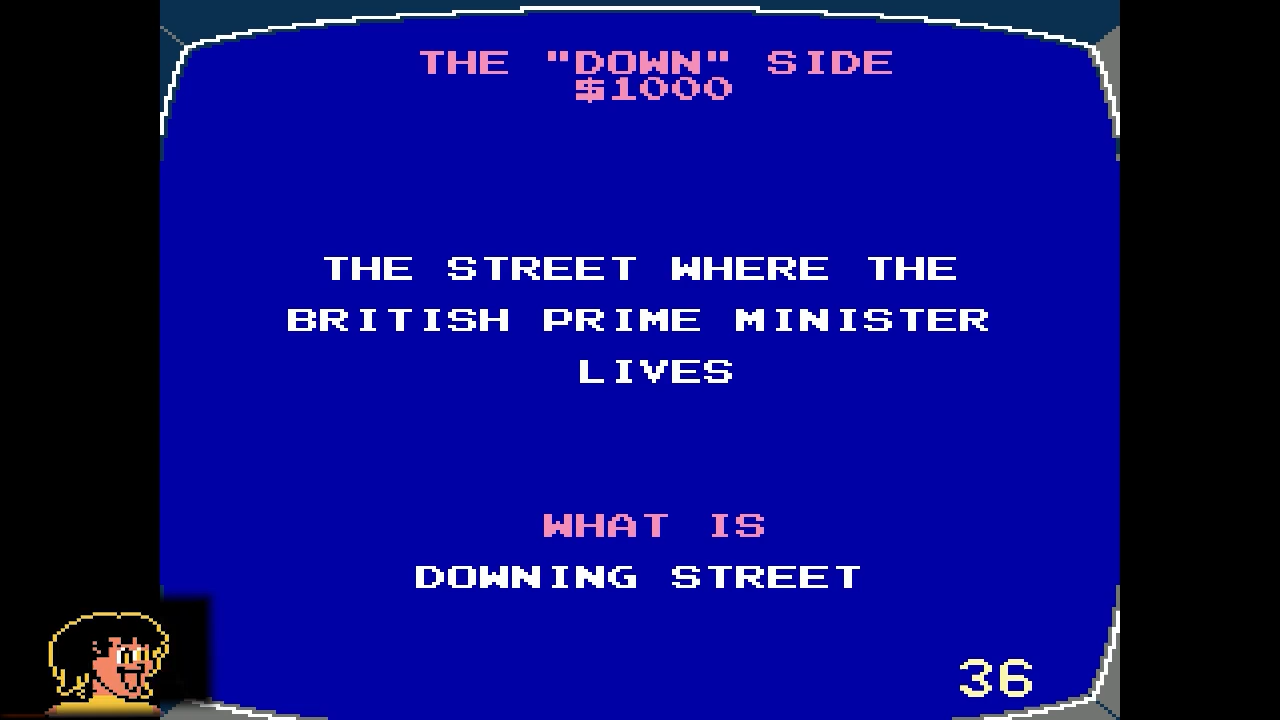 THE "DOWN" SIDE
$1000
THE STREET WHERE THE
BRITISH PRIME MINISTER
LIVES
WHAT IS
DOWNING STREET
36